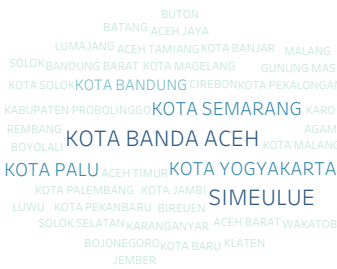 BUTON
BATANG ACEH JAYA
LUMAJANG ACEH TAMIANG KOTA BANJAR MALANG
SOLOK BANDUNG BARAT KOTA MAGELANG GUNUNG MAS
KOTA SOLOK KOTA BANDUNG CIREBON KOTA PEKALONGAN
KABUPATEN PROBOLINGGO KOTA SEMARANG KARO
REMBANG KOTA BANDA ACEH AGAM
BOYOLALI KOTA MALANG
KOTA PALU ACEH TIMUR KOTA YOGYAKARTA
KOTA PALEMBANG KOTA JAMBI SIMEULUE
LUWU KOTA PEKANBARU BIREUEN
SOLOK SELATAN KARANGANYAR ACEH BARAT WAKATOB
BOJONEGORO KOTA BARU KLATEN
JEMBER